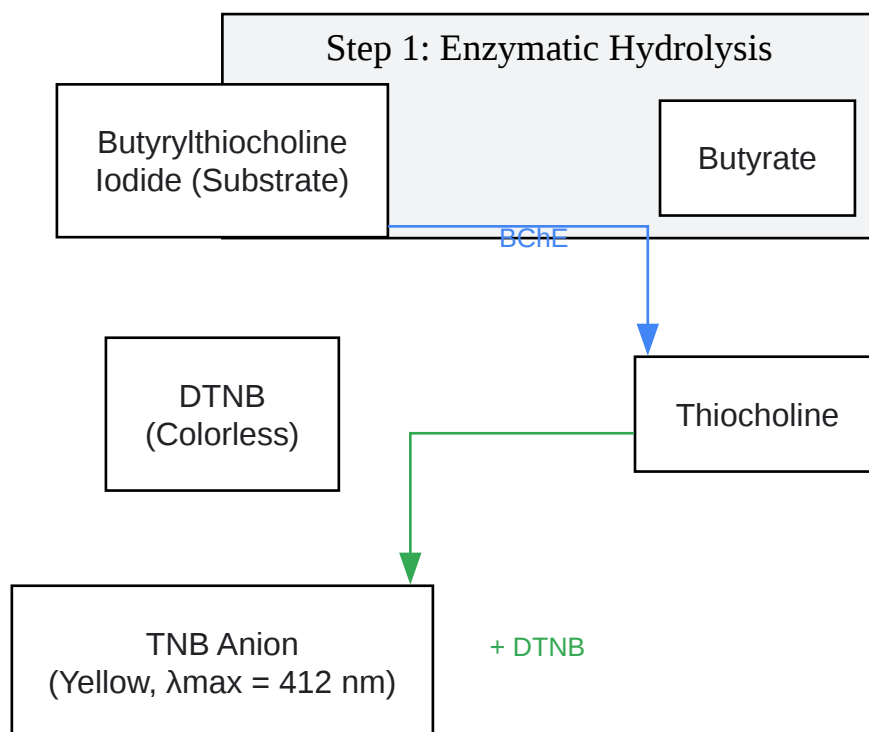 Step 1: Enzymatic Hydrolysis
Butyrylthiocholine
Iodide (Substrate)
Butyrate
BChE
DTNB
(Colorless)
Thiocholine
TNB Anion
(Yellow, λmax = 412 nm)
+ DTNB